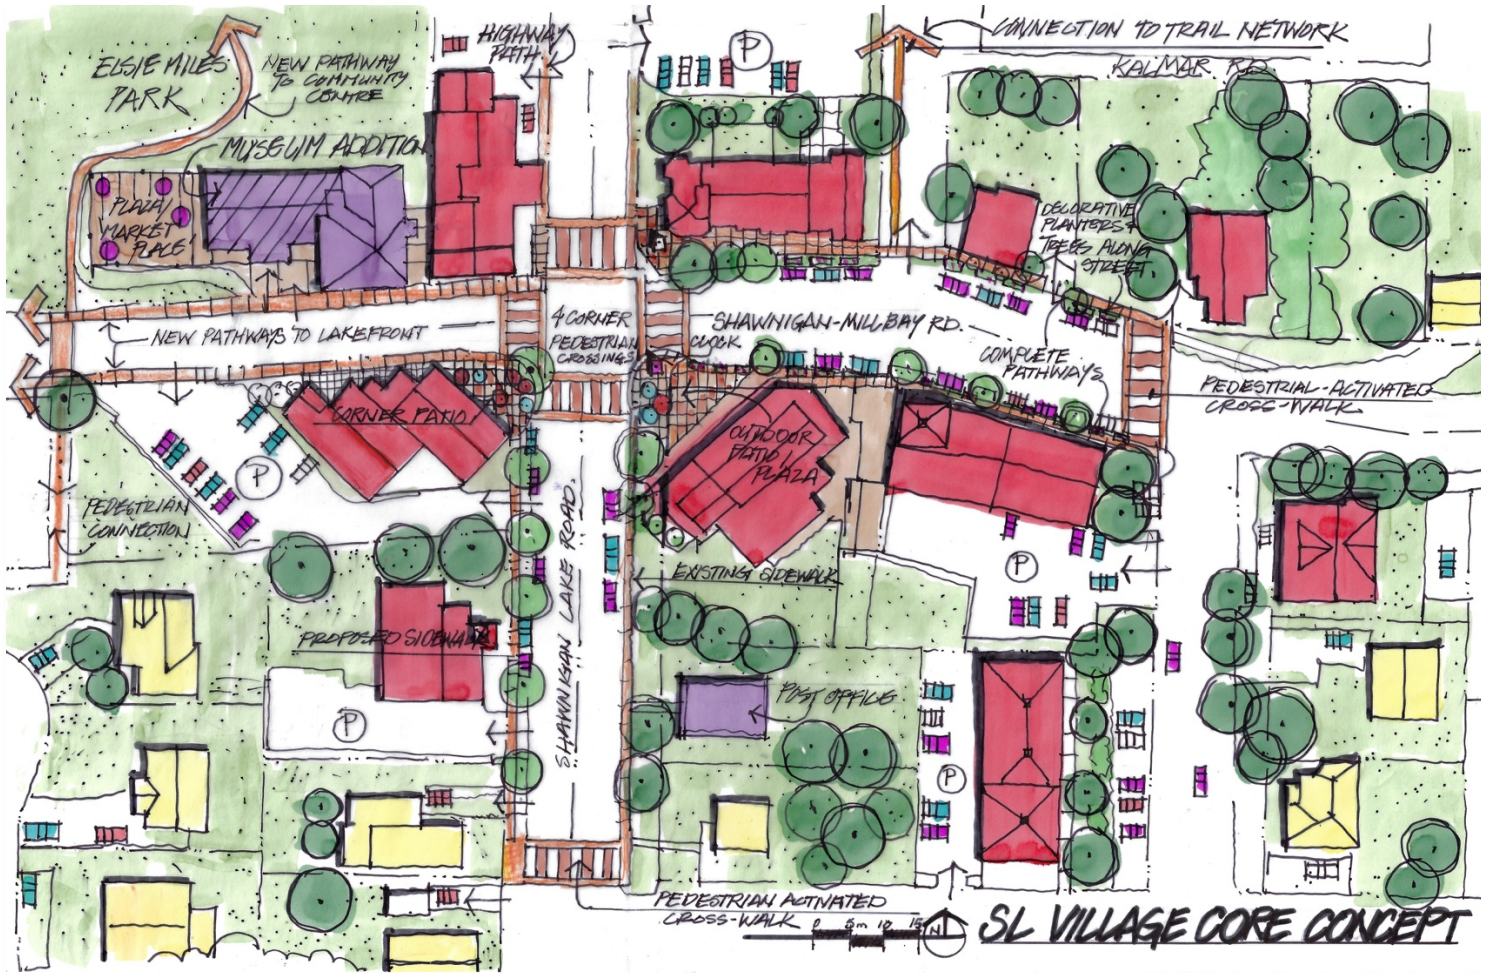 HIGHWAY
PATH
P
CONNECTION TO TRAIL NETWORK
KALMAR RD
ELSIE MILES
PARK
NEW PATHWAY
TO COMMUNITY
CENTRE
MUSEUM ADDITION
PLAZA/
MARKET
PLACE
DECORATIVE
PLANTERS &
TREES ALONG
STREET
NEW PATHWAYS TO LAKEFRONT
4 CORNER
PEDESTRIAN
CROSSINGS
CLOCK
SHAWNIGAN-MILL BAY RD.
COMPLETE
PATHWAYS
PEDESTRIAL-ACTIVATED
CROSS-WALK
CORNER PATIO
OUTDOOR
PATIO/
PLAZA
P
PEDESTRIAN
CONNECTION
SHAWNIGAN LAKE ROAD.
EXISTING SIDEWALK
P
PROPOSED SIDEWALK
POST OFFICE
P
P
PEDESTRIAN ACTIVATED
CROSS-WALK
0 5m 10 15
N
SL VILLAGE CORE CONCEPT